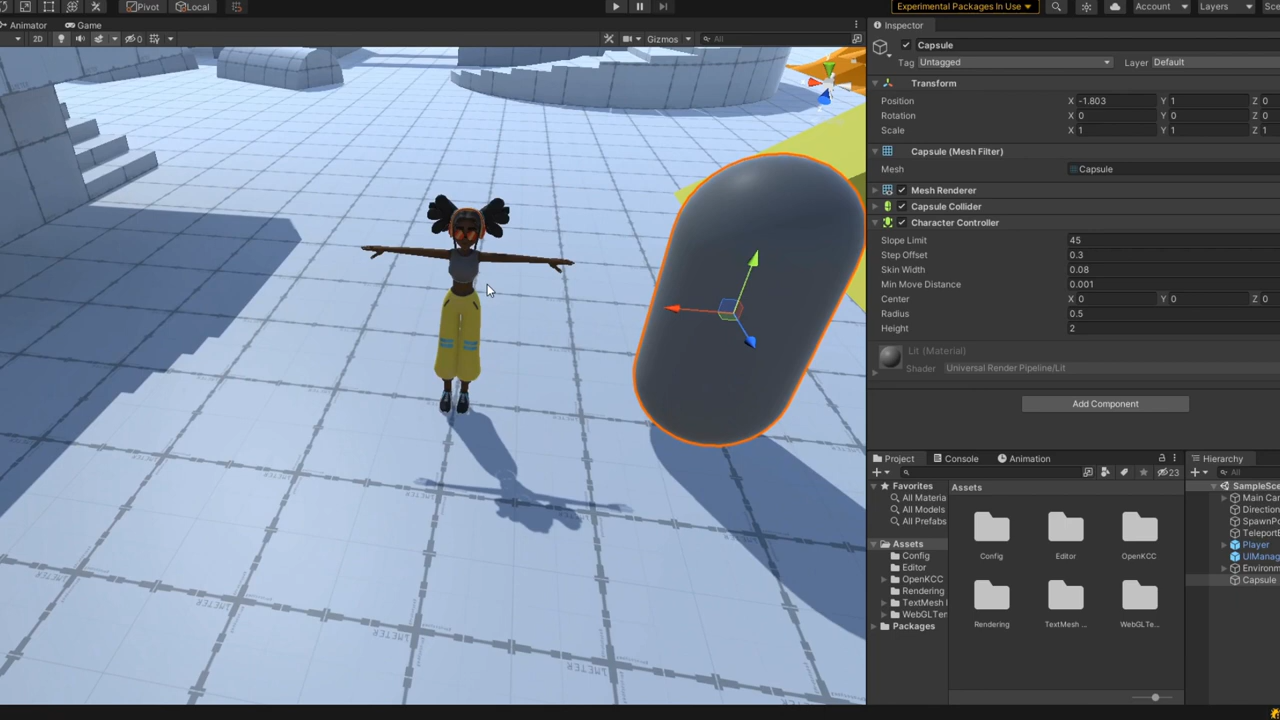 Pivot Local Experimental Packages In Use Account Layers
Animator Game Inspector
2D 0 Gizmos All Capsule
Tag Untagged Layer Default
Transform
Position X -1.803 Y 1 Z 0
Rotation X 0 Y 0 Z 0
Scale X 1 Y 1 Z 1
Capsule (Mesh Filter)
Mesh Capsule
Mesh Renderer
Capsule Collider
Character Controller
Slope Limit 45
Step Offset 0.3
Skin Width 0.08
Min Move Distance 0.001
Center X 0 Y 0 Z 0
Radius 0.5
Height 2
Lit (Material)
Shader Universal Render Pipeline/Lit
Add Component
Project Console Animation Hierarchy
23 All
Favorites
All Materia
All Models
All Prefabs
Assets
Config
Editor
OpenKCC
Rendering
TextMesh
WebGLTem
Packages
Assets
Config Editor OpenKCC
Rendering TextMesh ... WebGLTe...
SampleSce
Main Car
Direction
SpawnPo
TeleportE
Player
UIManag
Environm
Capsule
1METER